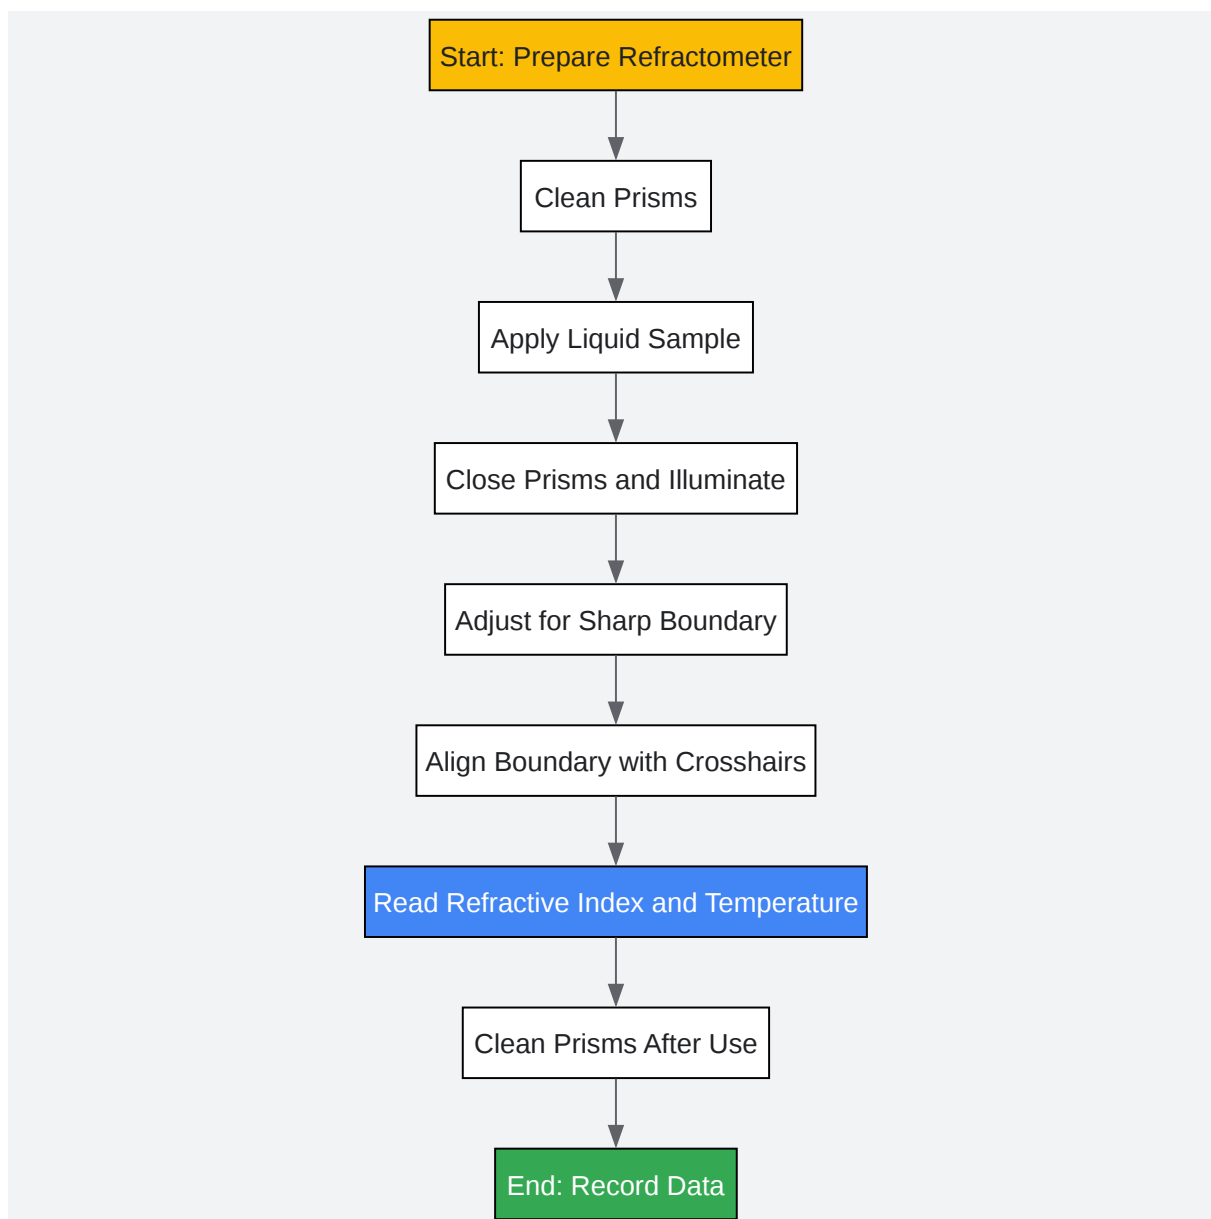 Start: Prepare Refractometer
Clean Prisms
Apply Liquid Sample
Close Prisms and Illuminate
Adjust for Sharp Boundary
Align Boundary with Crosshairs
Read Refractive Index and Temperature
Clean Prisms After Use
End: Record Data